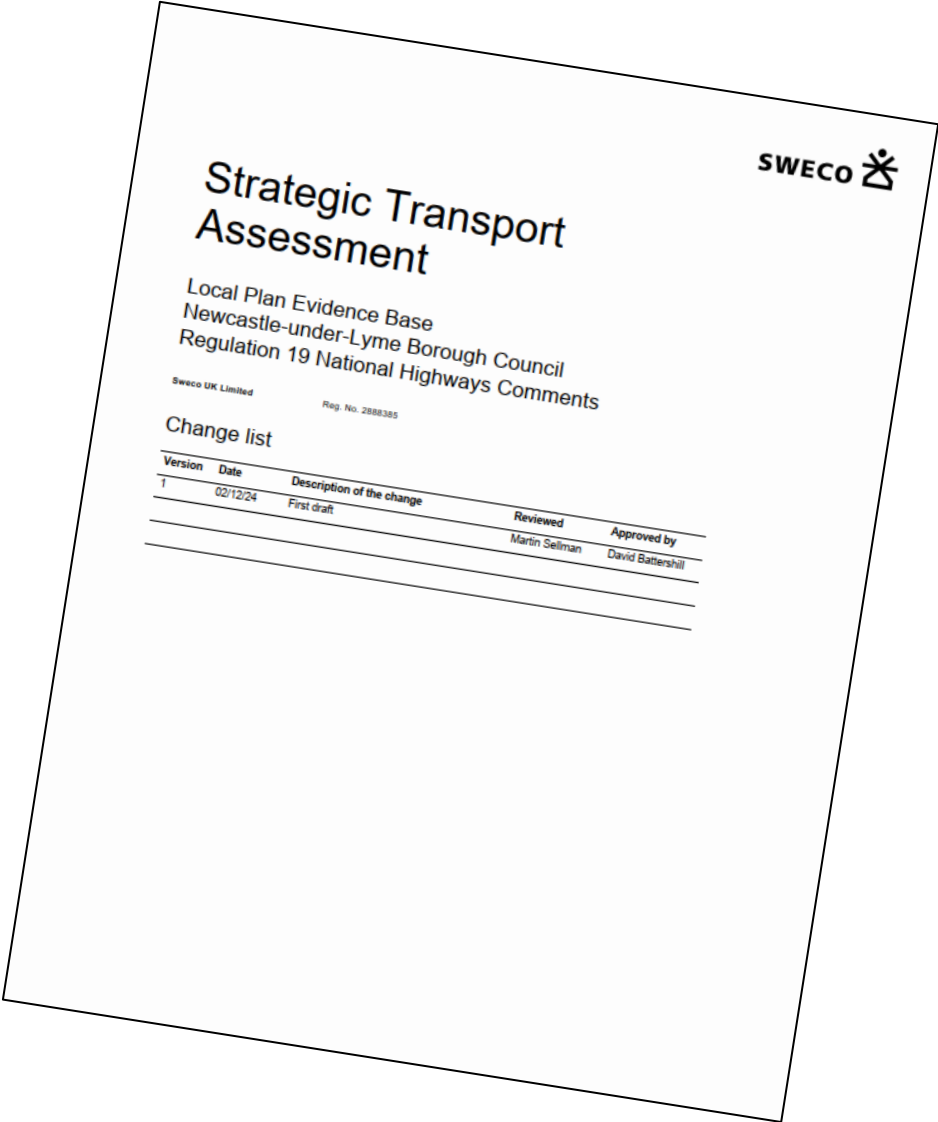 SWECO
Strategic Transport
Assessment
Local Plan Evidence Base
Newcastle-under-Lyme Borough Council
Regulation 19 National Highways Comments
Sweco UK Limited Reg. No. 2888385
Change list
Version Date Description of the change Reviewed Approved by
1 02/12/24 First draft Martin Sellman David Battershill